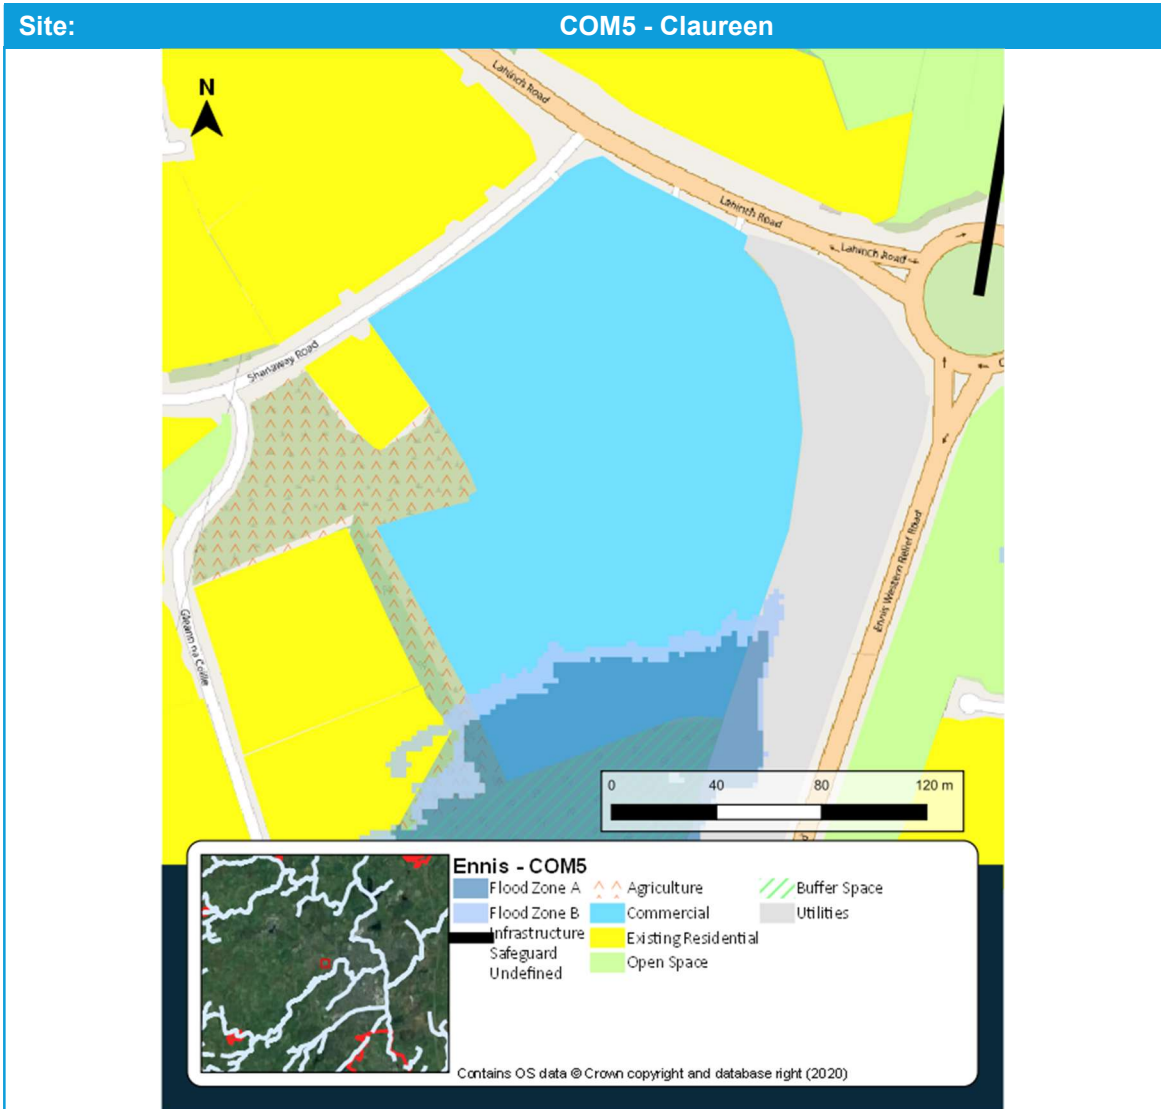 Site: COM5 - Claureen
N
Lahinch Road
Lahinch Road
Lahinch Road
Shanaway Road
Gleann na Coille
Ennis Western Relief Road
0 40 80 120 m
Ennis - COM5
Flood Zone A
Flood Zone B
Infrastructure
Safeguard
Undefined
Agriculture
Commercial
Existing Residential
Open Space
Buffer Space
Utilities
Contains OS data © Crown copyright and database right (2020)